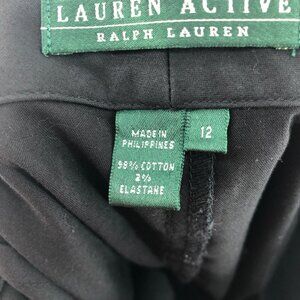 LAUREN ACTIVE
RALPH LAUREN
MADE IN
PHILIPPINES
98% COTTON
2%
ELASTANE
12